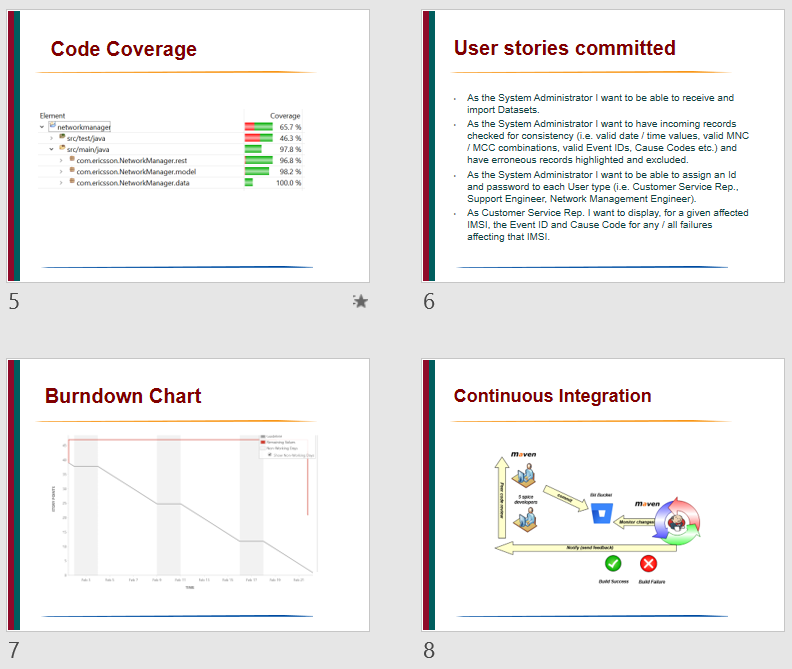 Code Coverage
Element Coverage
networkmanager 65.7 %
src/test/java 46.3 %
src/main/java 97.8 %
com.ericsson.NetworkManager.rest 96.8 %
com.ericsson.NetworkManager.model 98.2 %
com.ericsson.NetworkManager.data 100.0 %
5
User stories committed
As the System Administrator I want to be able to receive and
import Datasets.
As the System Administrator I want to have incoming records
checked for consistency (i.e. valid date / time values, valid MNC
/ MCC combinations, valid Event IDs, Cause Codes etc.) and
have erroneous records highlighted and excluded.
As the System Administrator I want to be able to assign an Id
and password to each User type (i.e. Customer Service Rep.,
Support Engineer, Network Management Engineer).
As Customer Service Rep. I want to display, for a given affected
IMSI, the Event ID and Cause Code for any / all failures
affecting that IMSI.
6
Burndown Chart
Guideline
Remaining Values
Non-Working Days
Show Non-Working Days
7
Continuous Integration
maven
Peer code review
5 spice
developers
commit
Git Bucket
maven
Monitor changes
Notify (send feedback)
Build Success
Build Failure
8